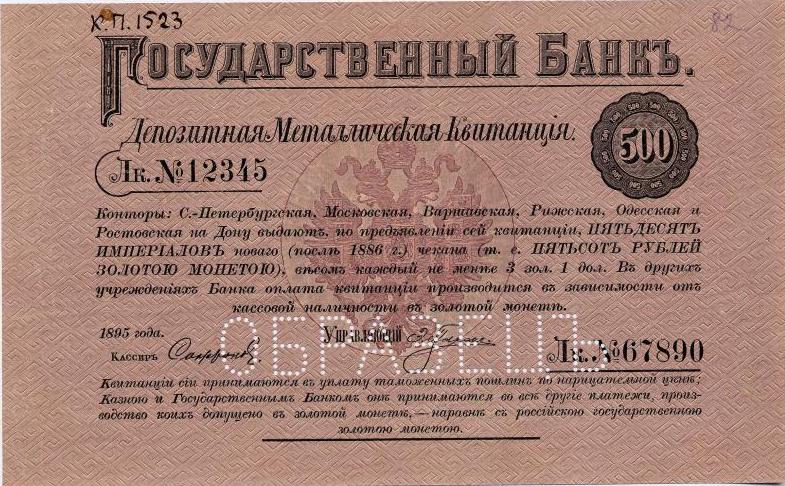 Х.П. 1523
82
Государственный Банкъ.
Депозитная Металлическая Квитанція.
500
Лк. №12345
Конторы: С.-Петербургская, Московская, Варшавская, Рижская, Одесская и
Ростовская на Дону выдаютъ, по предъявленіи сей квитанціи, ПЯТЬДЕСЯТЪ
ИМПЕРІАЛОВЪ новаго (послѣ 1886 г.) чекана (т. е. ПЯТЬСОТЪ РУБЛЕЙ
ЗОЛОТОЮ МОНЕТОЮ), вѣсомъ каждый не менѣе 3 зол. 1 дол. Въ другихъ
учрежденіяхъ Банка оплата квитанціи производится въ зависимости отъ
кассовой наличности въ золотой монетѣ.
1895 года.
Управляющій
ОБРАЗЕЦЪ
Кассиръ Сафронов
Лк. №67890
Квитанціи сіи принимаются въ уплату таможенныхъ пошлинъ по нарицательной цѣнѣ;
Казною и Государственнымъ Банкомъ онѣ принимаются во всѣ другіе платежи, произ-
водство коихъ допущено въ золотой монетѣ,—наравнѣ съ россійскою государственною
золотою монетою.